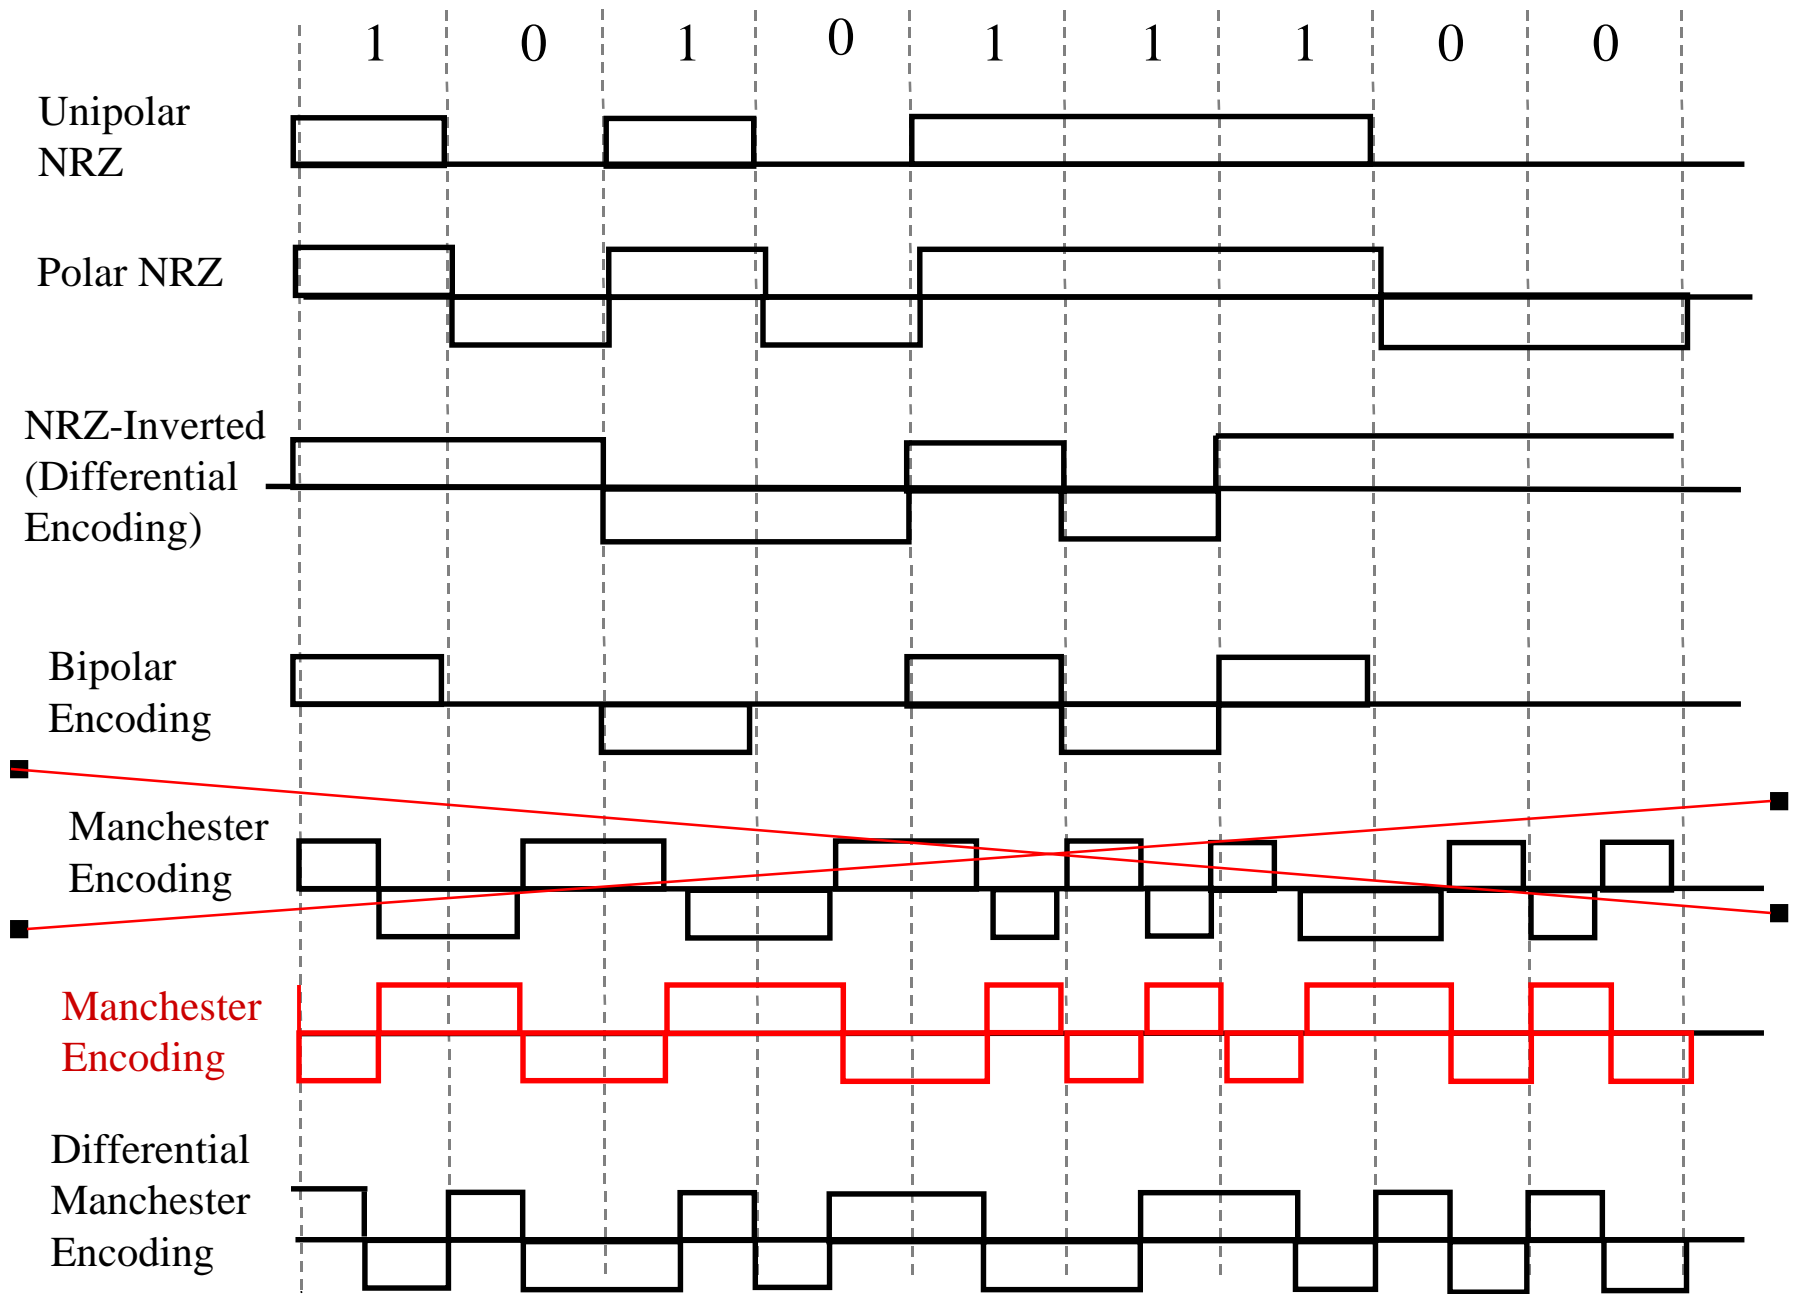 1 0 1 0 1 1 1 0 0
Unipolar
NRZ
Polar NRZ
NRZ-Inverted
(Differential
Encoding)
Bipolar
Encoding
Manchester
Encoding
Manchester
Encoding
Differential
Manchester
Encoding